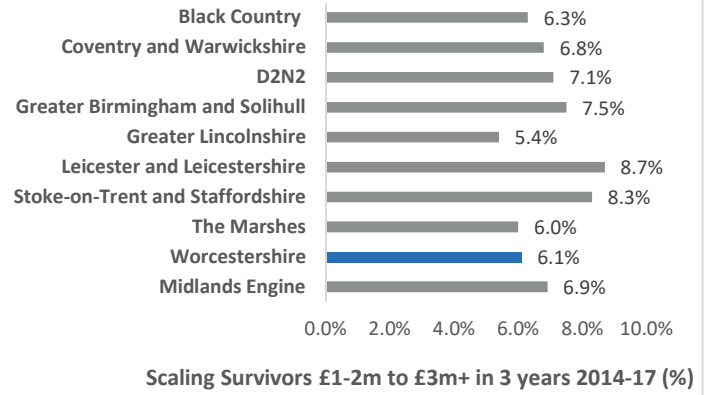 Black Country 6.3%
Coventry and Warwickshire 6.8%
D2N2 7.1%
Greater Birmingham and Solihull 7.5%
Greater Lincolnshire 5.4%
Leicester and Leicestershire 8.7%
Stoke-on-Trent and Staffordshire 8.3%
The Marshes 6.0%
Worcestershire 6.1%
Midlands Engine 6.9%
0.0% 2.0% 4.0% 6.0% 8.0% 10.0%
Scaling Survivors £1-2m to £3m+ in 3 years 2014-17 (%)